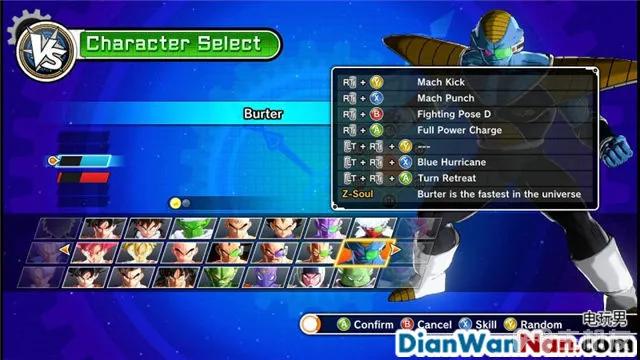 VS
Character Select
Burter
RT + Y Mach Kick
RT + X Mach Punch
RT + B Fighting Pose D
RT + A Full Power Charge
LT + RT + Y ---
LT + RT + X Blue Hurricane
LT + RT + A Turn Retreat
Z-Soul Burter is the fastest in the universe
A Confirm B Cancel X Skill Y Random
电玩男
DianWanNan.com